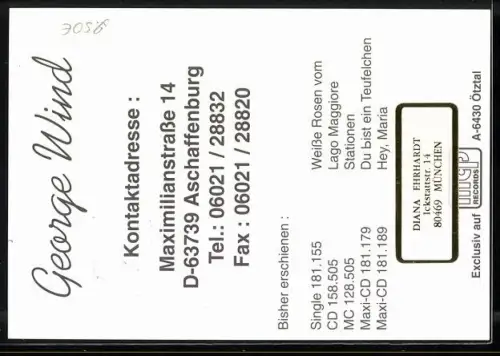 George Wind
Kontaktadresse :
Maximilianstraße 14
D-63739 Aschaffenburg
Tel.: 06021 / 28832
Fax : 06021 / 28820
Bisher erschienen :
Single 181.155 Weiße Rosen vom
CD 158.505 Lago Maggiore
MC 128.505 Stationen
Maxi-CD 181.179 Du bist ein Teufelchen
Maxi-CD 181.189 Hey, Maria
DIANA EHRHARDT
Ickstattstr. 14
80469 MÜNCHEN
Exclusiv auf mcp RECORDS A-6430 Ötztal